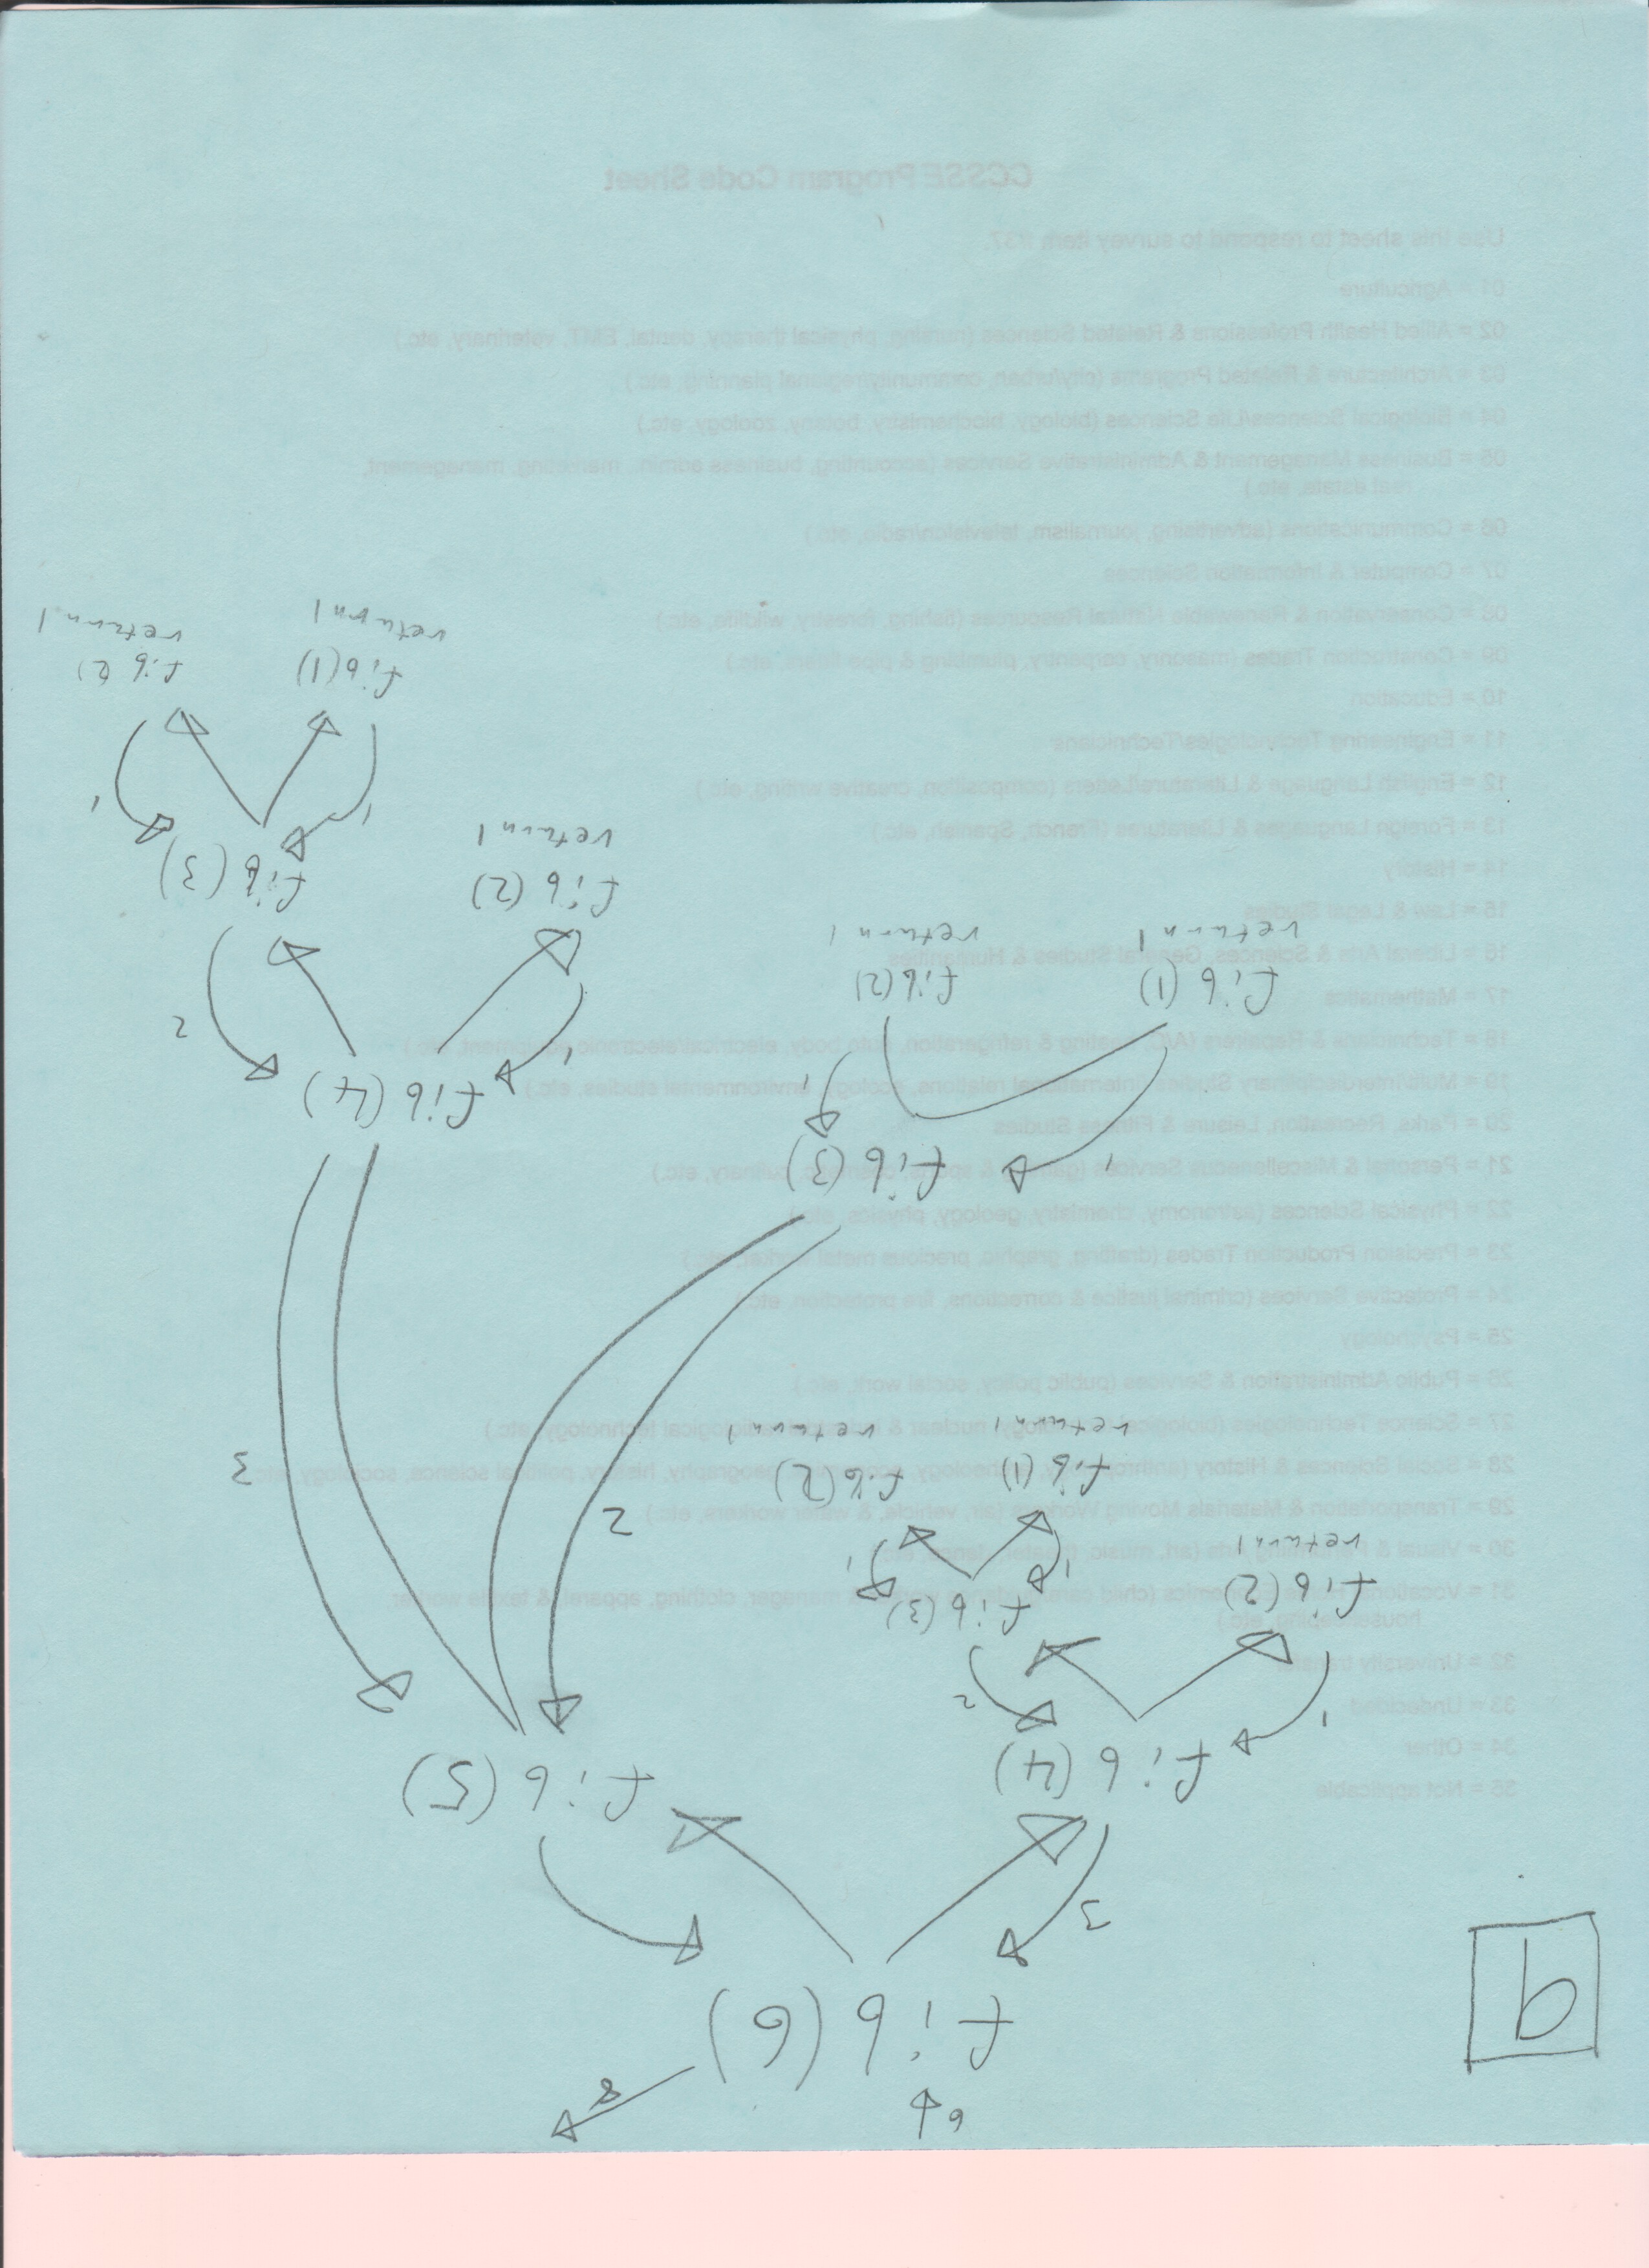 6
8
9
fib(6)
3
fib(4)
fib(5)
1
2
fib(2)
return 1
fib(3)
1
1
fib(1)
return 1
fib(2)
return 1
2
3
fib(3)
1
1
fib(1)
return 1
fib(2)
return 1
fib(4)
1
2
fib(2)
return 1
fib(3)
1
1
fib(1)
return 1
fib(2)
return 1
CCSSE Program Code Sheet
Use this sheet to respond to survey item #37.
01 = Agriculture
02 = Allied Health Professions & Related Sciences (nursing, physical therapy, dental, EMT, veterinary, etc.)
03 = Architecture & Related Programs (city/urban, community/regional planning, etc.)
04 = Biological Sciences/Life Sciences (biology, biochemistry, botany, zoology, etc.)
05 = Business Management & Administrative Services (accounting, business admin., marketing, management,
real estate, etc.)
06 = Communications (advertising, journalism, television/radio, etc.)
07 = Computer & Information Sciences
08 = Conservation & Renewable Natural Resources (fishing, forestry, wildlife, etc.)
09 = Construction Trades (masonry, carpentry, plumbing & pipe fitters, etc.)
10 = Education
11 = Engineering Technologies/Technicians
12 = English Language & Literature/Letters (composition, creative writing, etc.)
13 = Foreign Languages & Literatures (French, Spanish, etc.)
14 = History
15 = Law & Legal Studies
16 = Liberal Arts & Sciences, General Studies & Humanities
17 = Mathematics
18 = Technicians & Repairers (A/C, heating & refrigeration, auto body, electrical/electronic equipment, etc.)
19 = Multi/Interdisciplinary Studies (international relations, ecology, environmental studies, etc.)
20 = Parks, Recreation, Leisure & Fitness Studies
21 = Personal & Miscellaneous Services (gaming & sports, cosmetic, culinary, etc.)
22 = Physical Sciences (astronomy, chemistry, geology, physics, etc.)
23 = Precision Production Trades (drafting, graphic, precious metal worker, etc.)
24 = Protective Services (criminal justice & corrections, fire protection, etc.)
25 = Psychology
26 = Public Administration & Services (public policy, social work, etc.)
27 = Science Technologies (biological technology, nuclear & radiological technology, etc.)
28 = Social Sciences & History (anthropology, archeology, economics, geography, history, political science, sociology, etc.)
29 = Transportation & Materials Moving Workers (air, vehicle, & water workers, etc.)
30 = Visual & Performing Arts (art, music, theater, dance, etc.)
31 = Vocational Home Economics (child care manager, clothing, apparel, & textile worker,
housekeeping, etc.)
32 = University transfer
33 = Undecided
34 = Other
35 = Not applicable